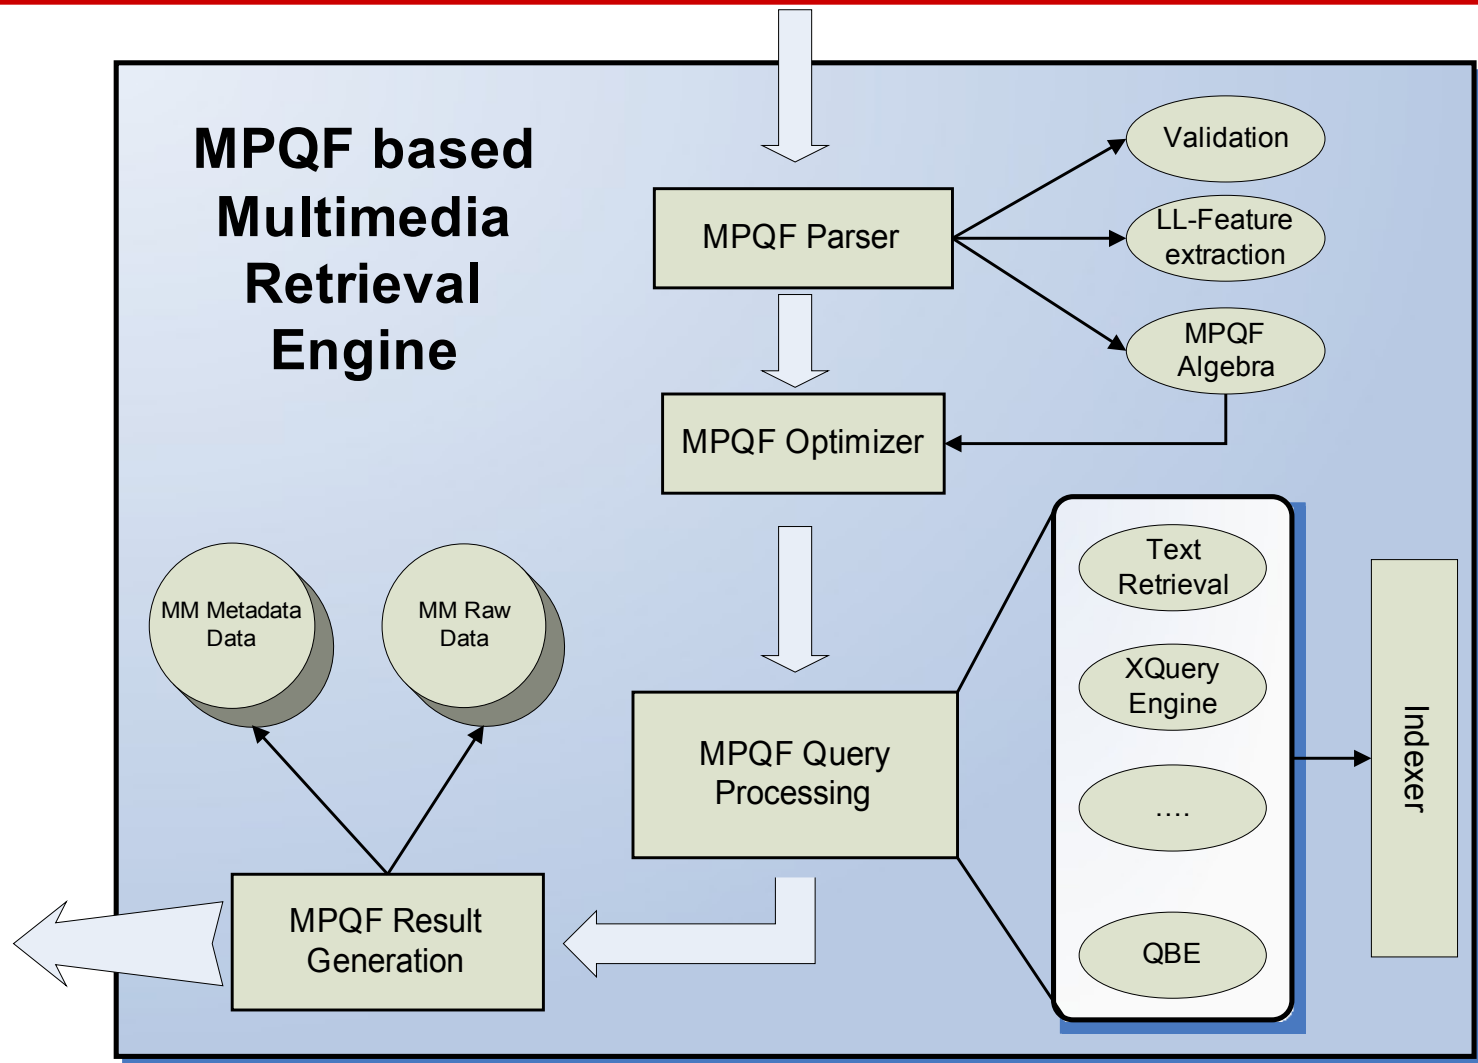 MPQF based
Multimedia
Retrieval
Engine
MPQF Parser
Validation
LL-Feature
extraction
MPQF
Algebra
MPQF Optimizer
Text
Retrieval
XQuery
Engine
....
QBE
Indexer
MM Metadata
Data
MM Raw
Data
MPQF Query
Processing
MPQF Result
Generation